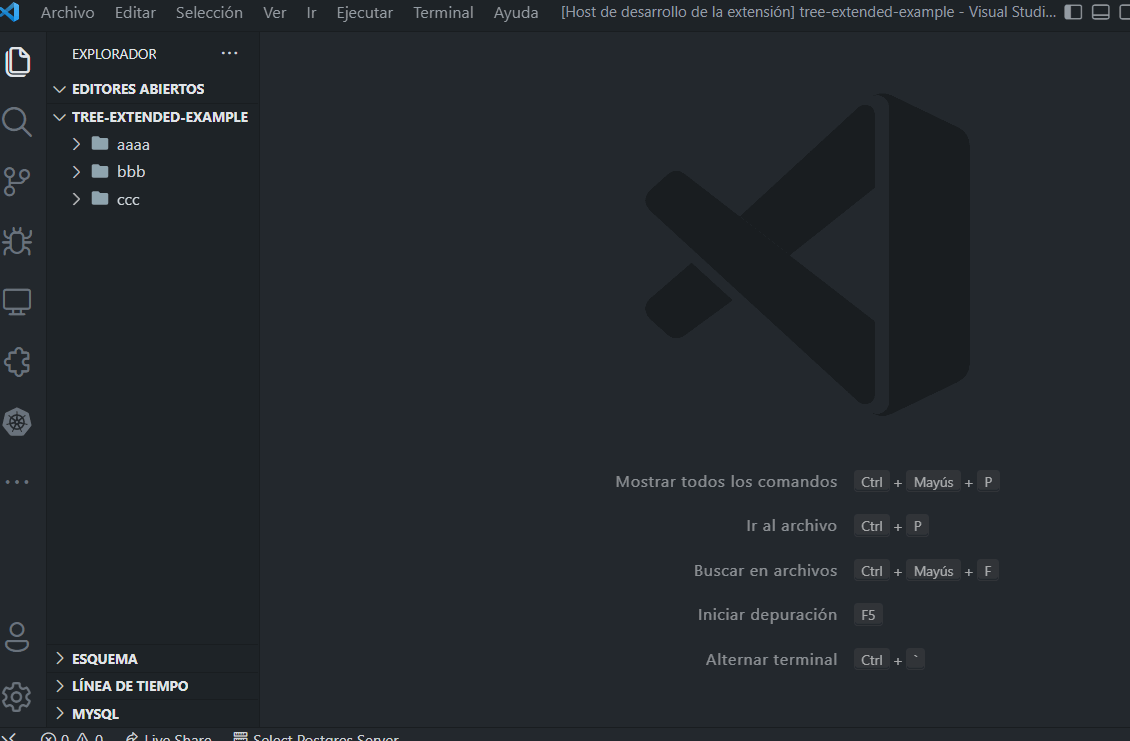 Archivo Editar Selección Ver Ir Ejecutar Terminal Ayuda [Host de desarrollo de la extensión] tree-extended-example - Visual Studi...
EXPLORADOR
EDITORES ABIERTOS
TREE-EXTENDED-EXAMPLE
aaaa
bbb
ccc
Mostrar todos los comandos Ctrl + Mayús + P
Ir al archivo Ctrl + P
Buscar en archivos Ctrl + Mayús + F
Iniciar depuración F5
Alternar terminal Ctrl + `
ESQUEMA
LÍNEA DE TIEMPO
MYSQL
0 0 Live Share Select Postgres Server